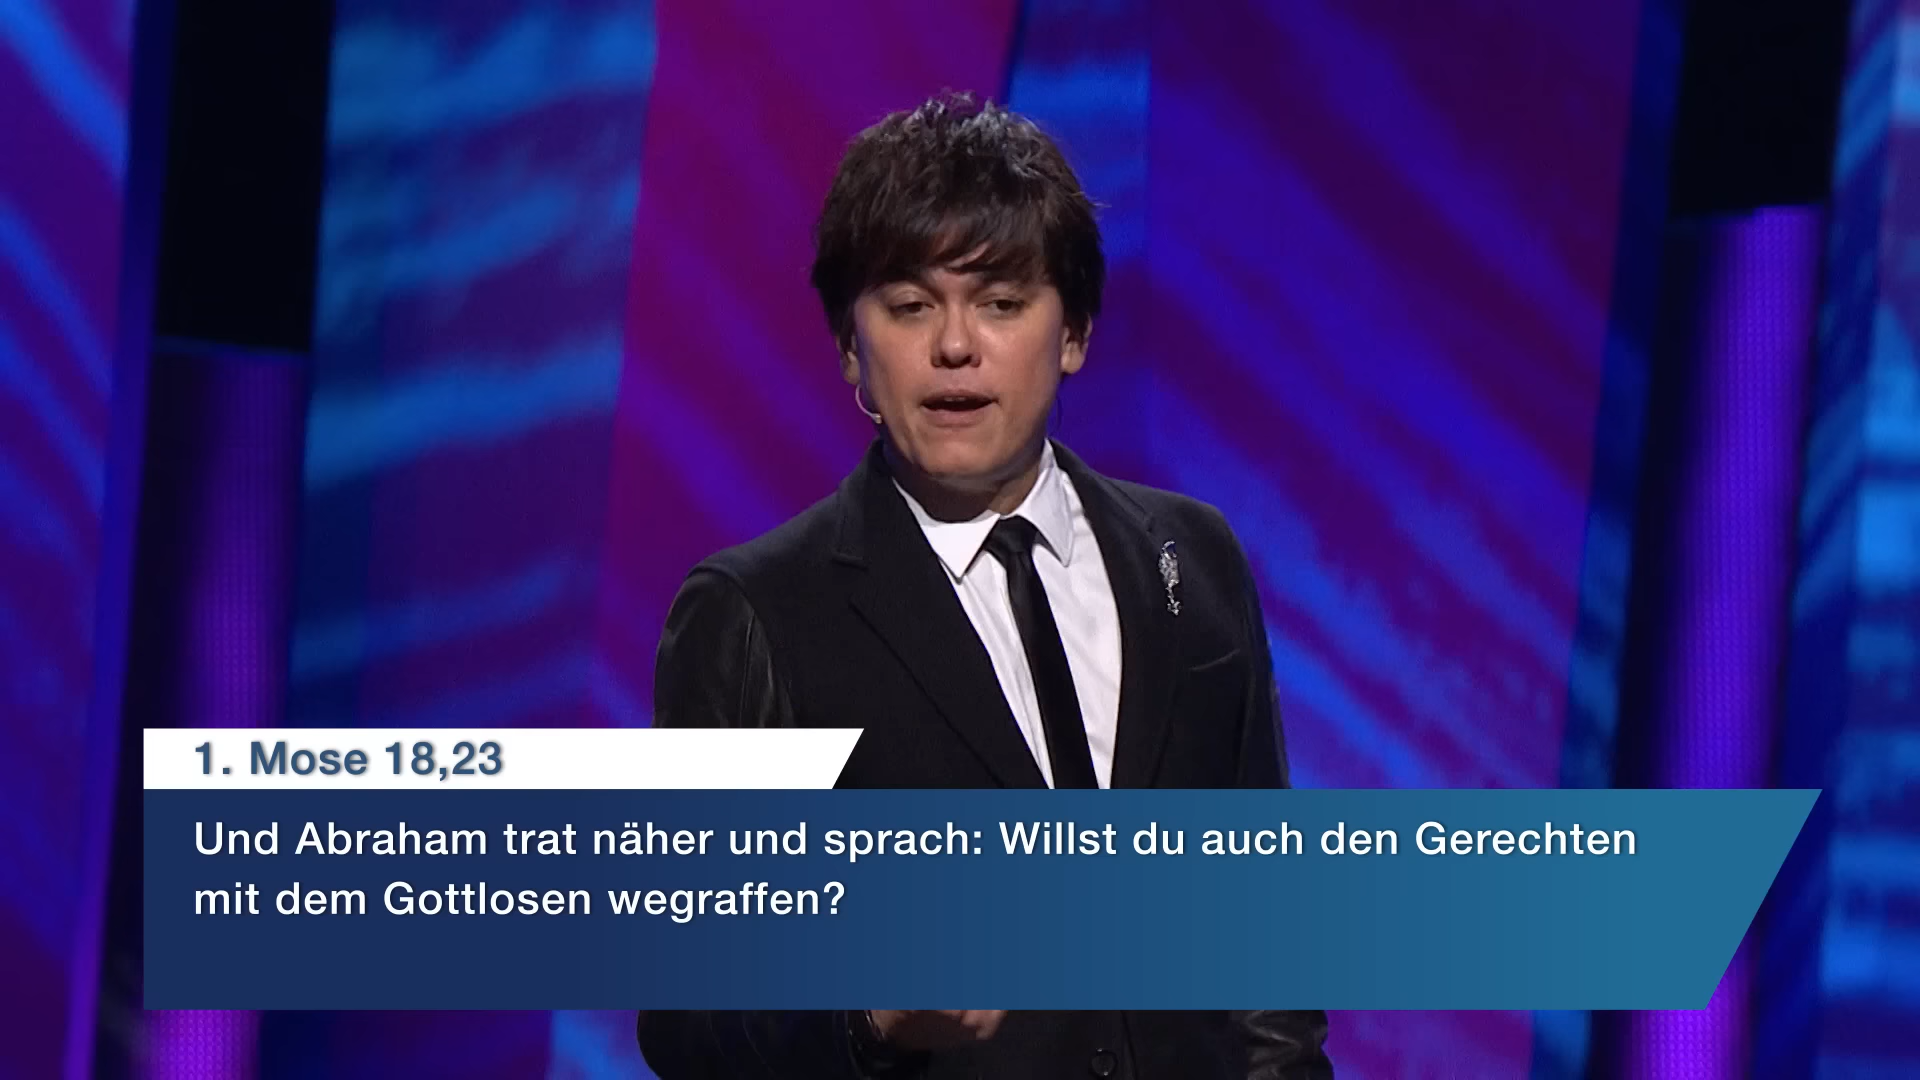 1. Mose 18,23
Und Abraham trat näher und sprach: Willst du auch den Gerechten
mit dem Gottlosen wegraffen?